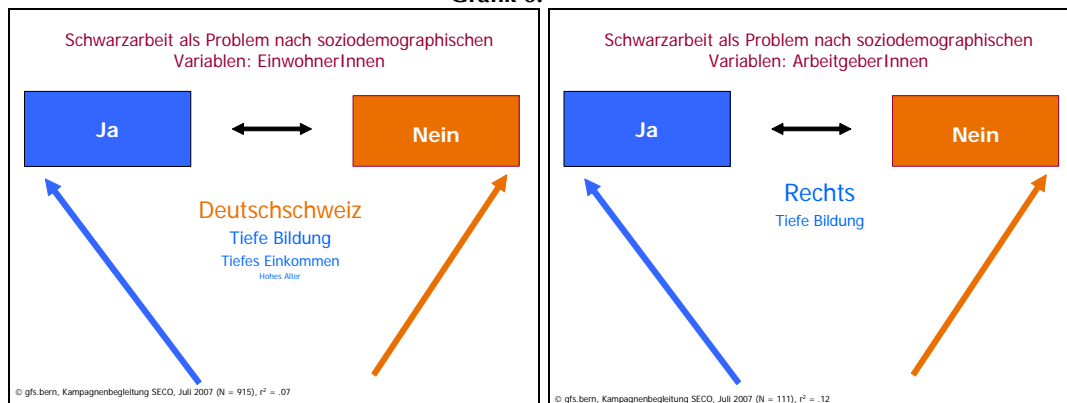 Schwarzarbeit als Problem nach soziodemographischen
Variablen: EinwohnerInnen
Ja
Nein
Deutschschweiz
Tiefe Bildung
Tiefes Einkommen
Hohes Alter
© gfs.bern, Kampagnenbegleitung SECO, Juli 2007 (N = 915), r² = .07
Schwarzarbeit als Problem nach soziodemographischen
Variablen: ArbeitgeberInnen
Ja
Nein
Rechts
Tiefe Bildung
© gfs.bern, Kampagnenbegleitung SECO, Juli 2007 (N = 111), r² = .12